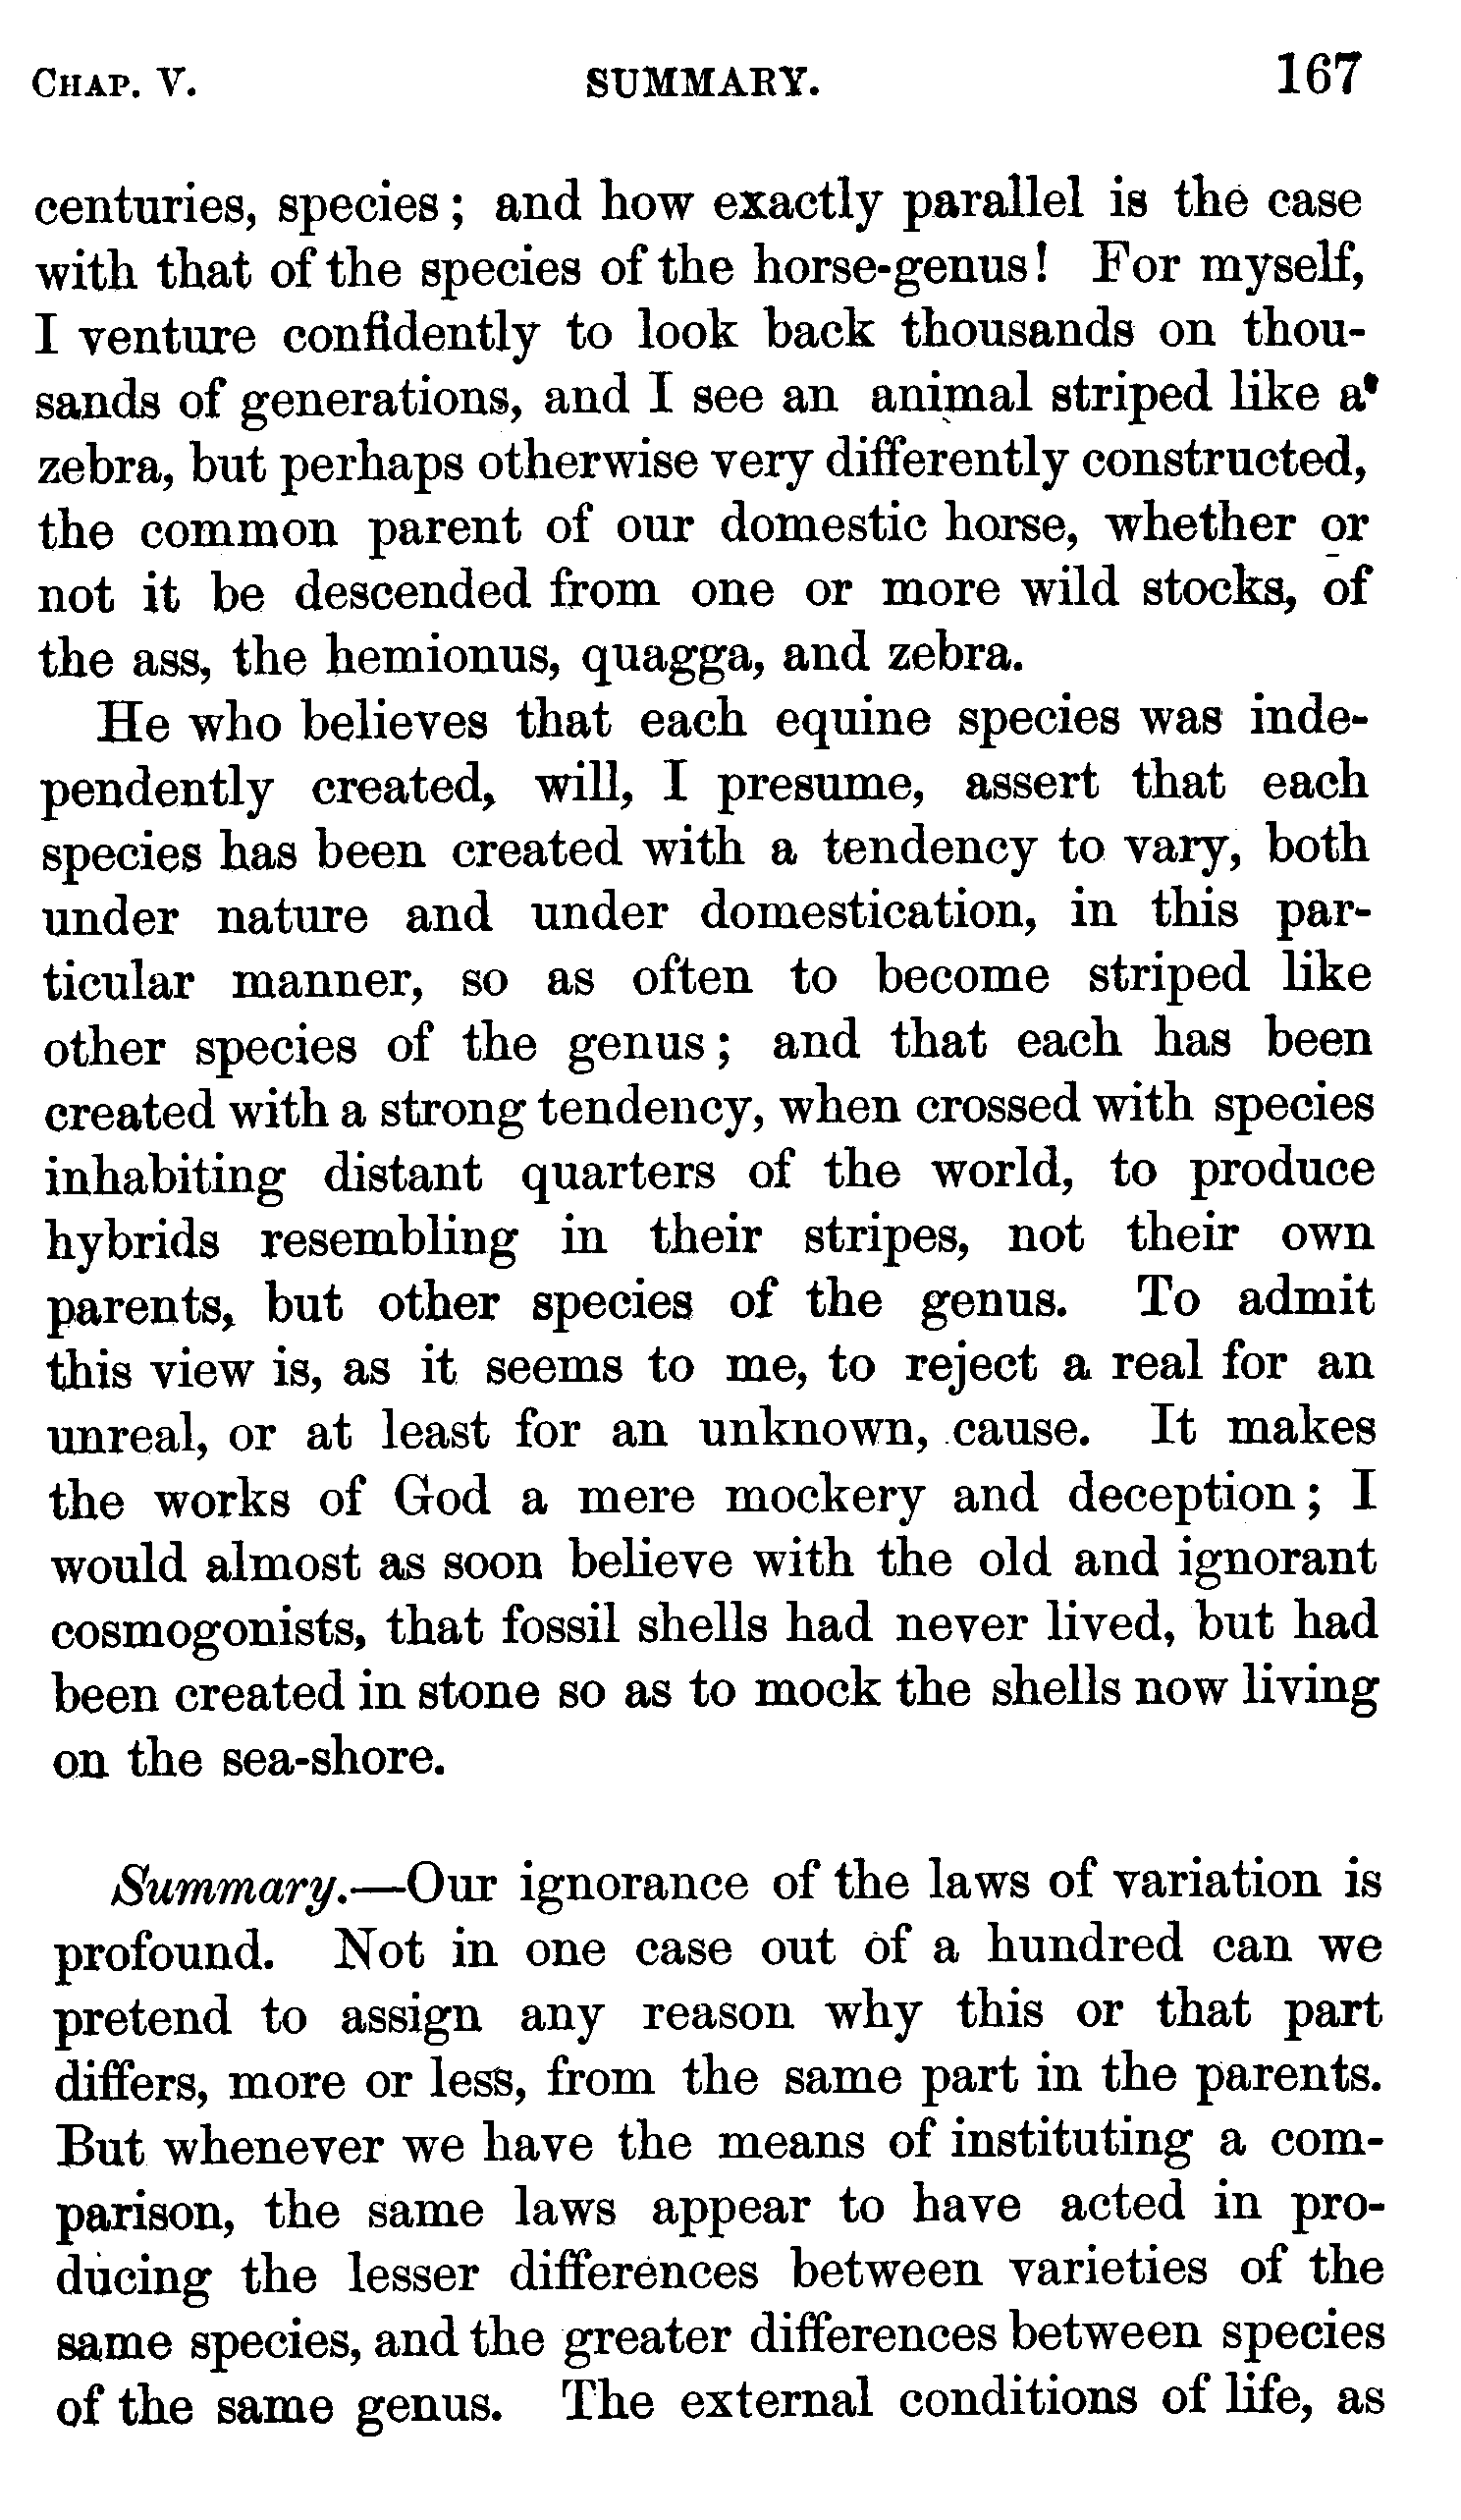 CHAP. V. SUMMARY. 167
centuries, species; and how exactly parallel is the case
with that of the species of the horse-genus! For myself,
I venture confidently to look back thousands on thou-
sands of generations, and I see an animal striped like a
zebra, but perhaps otherwise very differently constructed,
the common parent of our domestic horse, whether or
not it be descended from one or more wild stocks, of
the ass, the hemionus, quagga, and zebra.
He who believes that each equine species was inde-
pendently created, will, I presume, assert that each
species has been created with a tendency to vary, both
under nature and under domestication, in this par-
ticular manner, so as often to become striped like
other species of the genus; and that each has been
created with a strong tendency, when crossed with species
inhabiting distant quarters of the world, to produce
hybrids resembling in their stripes, not their own
parents, but other species of the genus. To admit
this view is, as it seems to me, to reject a real for an
unreal, or at least for an unknown, cause. It makes
the works of God a mere mockery and deception; I
would almost as soon believe with the old and ignorant
cosmogonists, that fossil shells had never lived, but had
been created in stone so as to mock the shells now living
on the sea-shore.
Summary.—Our ignorance of the laws of variation is
profound. Not in one case out of a hundred can we
pretend to assign any reason why this or that part
differs, more or less, from the same part in the parents.
But whenever we have the means of instituting a com-
parison, the same laws appear to have acted in pro-
ducing the lesser differences between varieties of the
same species, and the greater differences between species
of the same genus. The external conditions of life, as